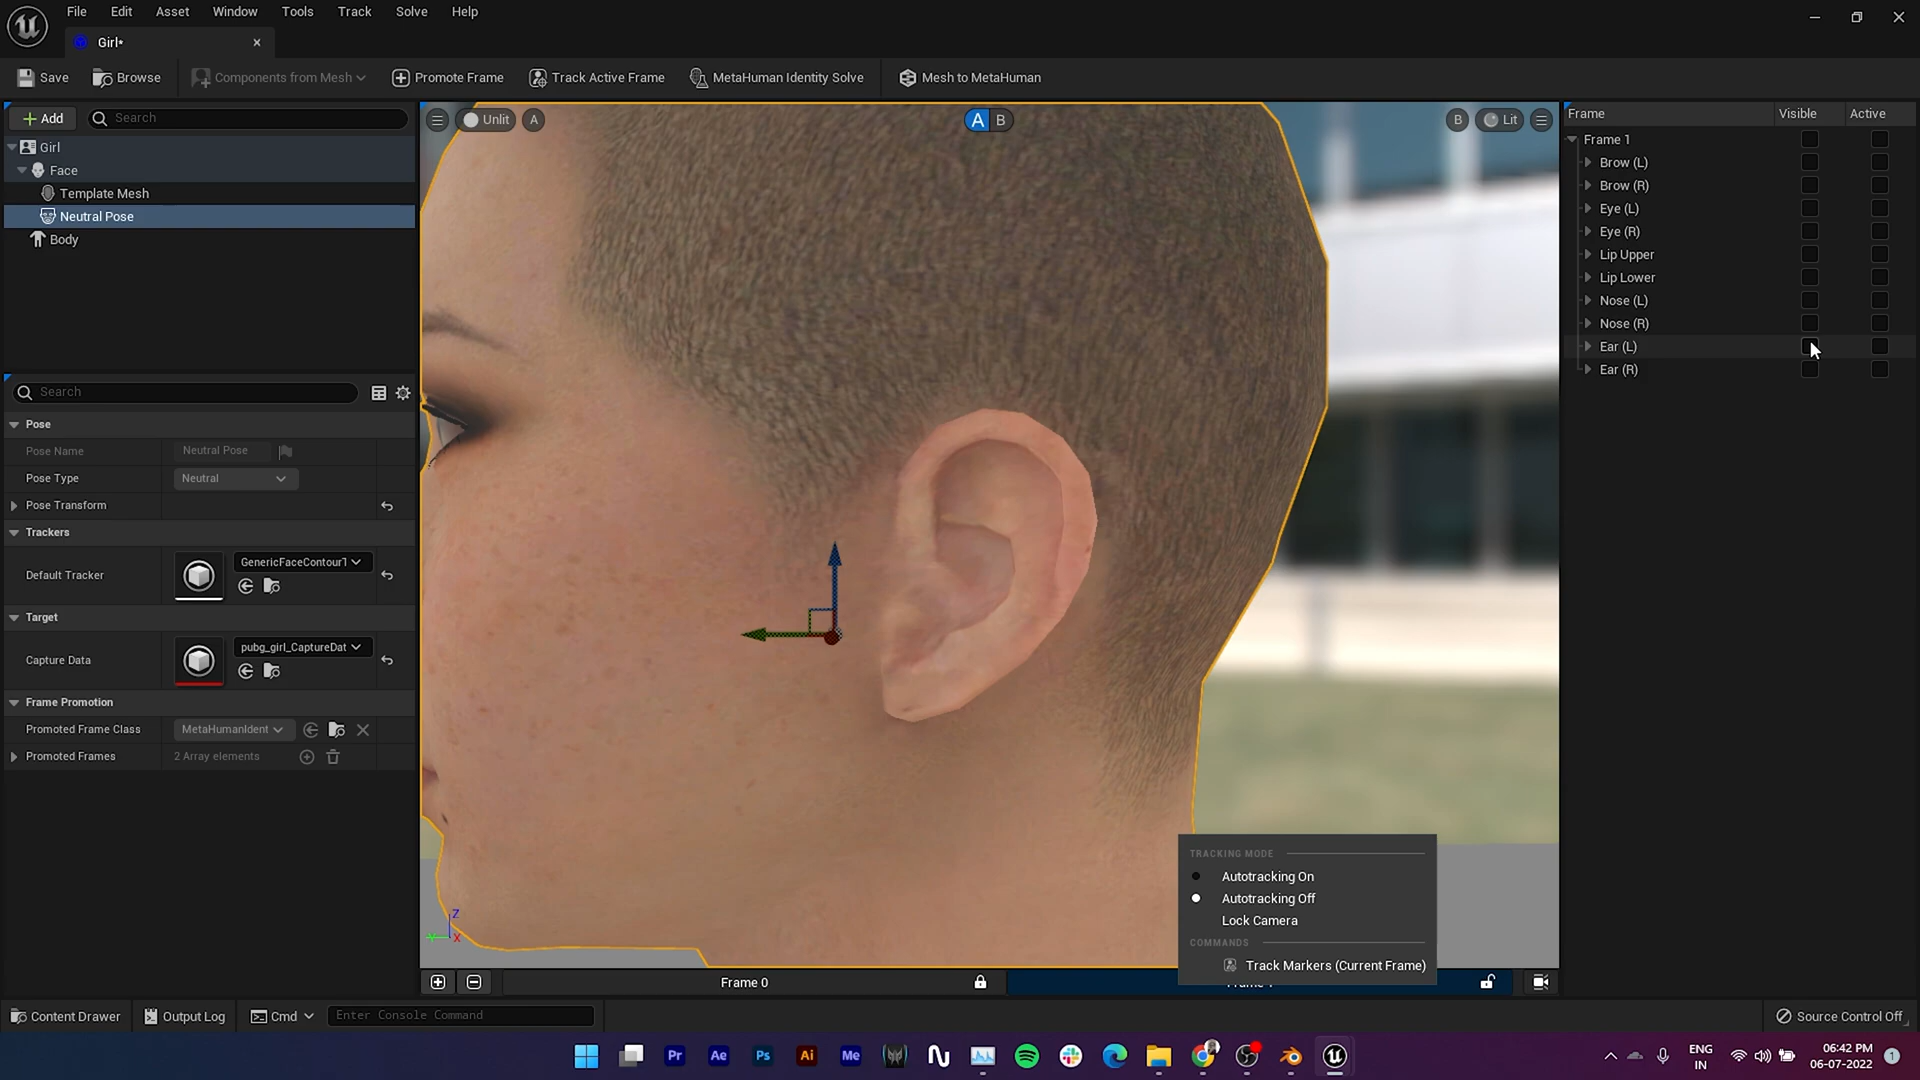 File Edit Asset Window Tools Track Solve Help
Girl*
Save Browse Components from Mesh Promote Frame Track Active Frame MetaHuman Identity Solve Mesh to MetaHuman
Add Search
Girl
Face
Template Mesh
Neutral Pose
Body
Search
Pose
Pose Name Neutral Pose
Pose Type Neutral
Pose Transform
Trackers
Default Tracker GenericFaceContourT
Target
Capture Data pubg_girl_CaptureDat
Frame Promotion
Promoted Frame Class MetaHumanIdent
Promoted Frames 2 Array elements
Unlit A A B B Lit
Z
X
TRACKING MODE
Autotracking On
Autotracking Off
Lock Camera
COMMANDS
Track Markers (Current Frame)
Frame 0
Frame Visible Active
Frame 1
Brow (L)
Brow (R)
Eye (L)
Eye (R)
Lip Upper
Lip Lower
Nose (L)
Nose (R)
Ear (L)
Ear (R)
Content Drawer Output Log Cmd Enter Console Command Source Control Off
Pr Ae Ps Ai Me
ENG
IN
06:42 PM
06-07-2022
1